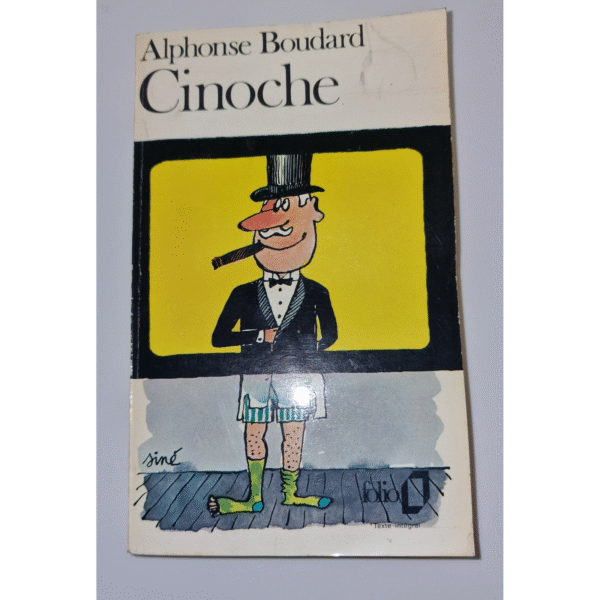 Alphonse Boudard
Cinoche
siné
folio
Texte intégral